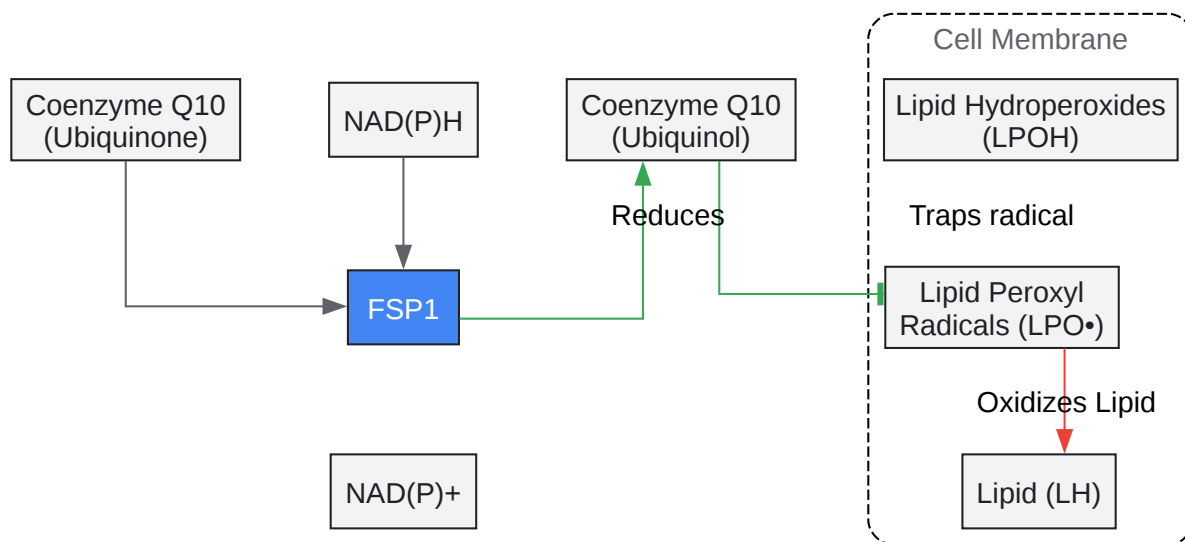 Cell Membrane
Coenzyme Q10
(Ubiquinone)
NAD(P)H
Coenzyme Q10
(Ubiquinol)
Lipid Hydroperoxides
(LPOH)
Reduces
Traps radical
FSP1
Lipid Peroxyl
Radicals (LPO•)
Oxidizes Lipid
NAD(P)+
Lipid (LH)